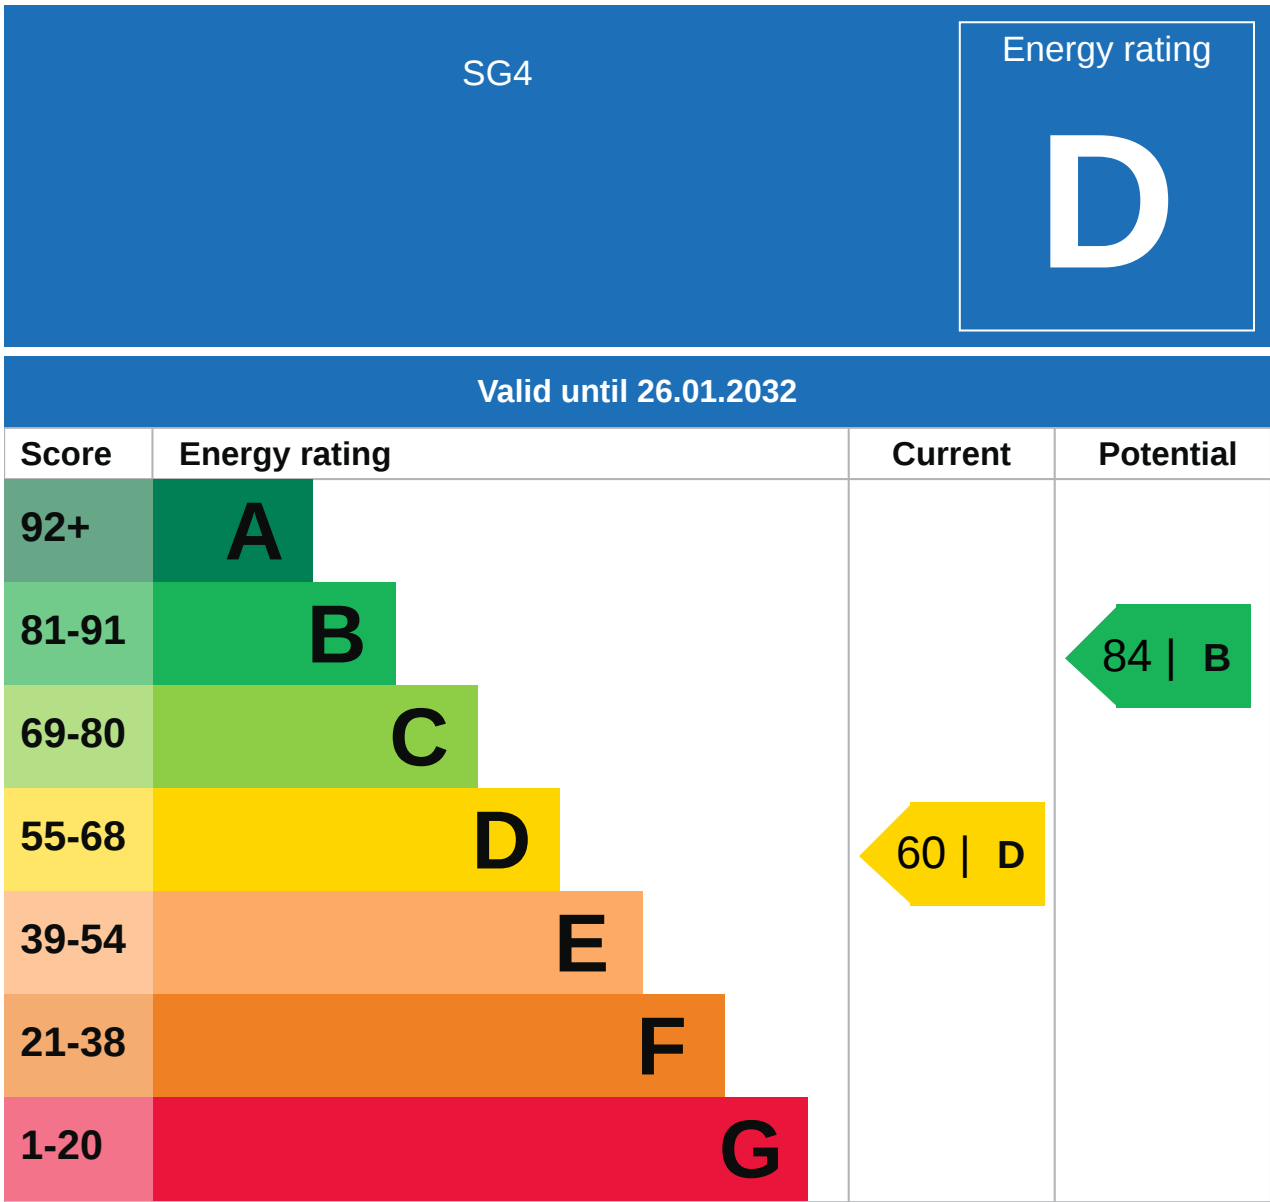 SG4
Energy rating
D
Valid until 26.01.2032
Score Energy rating Current Potential
92+ A
81-91 B 84 | B
69-80 C
55-68 D 60 | D
39-54 E
21-38 F
1-20 G